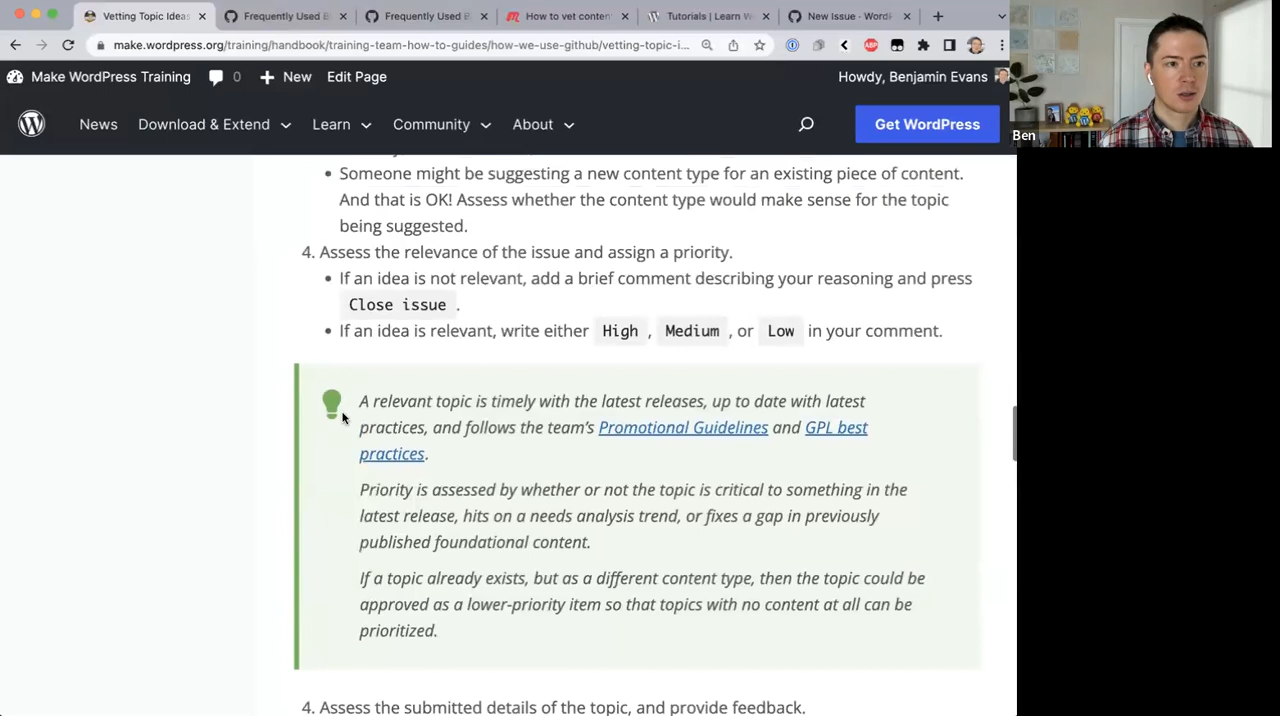 Vetting Topic Ideas
Frequently Used B
Frequently Used B
How to vet conten
Tutorials | Learn W
New Issue · Word
make.wordpress.org/training/handbook/training-team-how-to-guides/how-we-use-github/vetting-topic-i...
Make WordPress Training
0
New
Edit Page
Howdy, Benjamin Evans
News
Download & Extend
Learn
Community
About
Get WordPress
Ben
• Someone might be suggesting a new content type for an existing piece of content.
And that is OK! Assess whether the content type would make sense for the topic
being suggested.
4. Assess the relevance of the issue and assign a priority.
• If an idea is not relevant, add a brief comment describing your reasoning and press
Close issue .
• If an idea is relevant, write either High , Medium , or Low in your comment.
A relevant topic is timely with the latest releases, up to date with latest
practices, and follows the team's Promotional Guidelines and GPL best
practices.
Priority is assessed by whether or not the topic is critical to something in the
latest release, hits on a needs analysis trend, or fixes a gap in previously
published foundational content.
If a topic already exists, but as a different content type, then the topic could be
approved as a lower-priority item so that topics with no content at all can be
prioritized.
4. Assess the submitted details of the topic, and provide feedback.